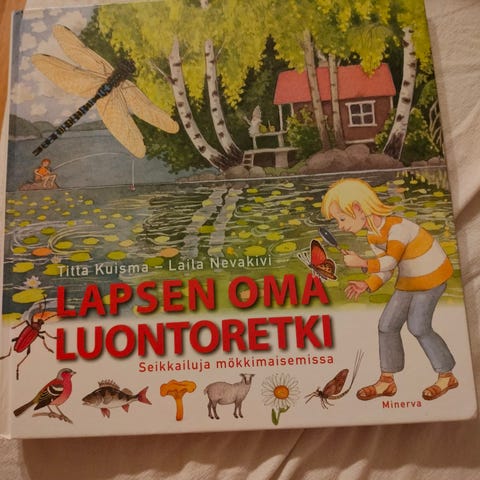 Titta Kuisma – Laila Nevakivi
LAPSEN OMA
LUONTORETKI
Seikkailuja mökkimaisemissa
Minerva